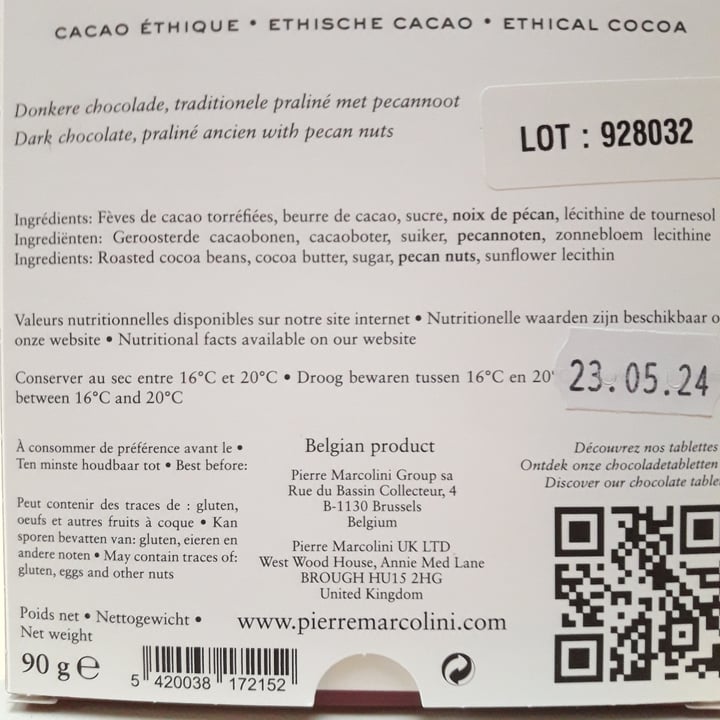 CACAO ÉTHIQUE • ETHISCHE CACAO • ETHICAL COCOA
Donkere chocolade, traditionele praliné met pecannoot
Dark chocolate, praliné ancien with pecan nuts
LOT : 928032
Ingrédients: Fèves de cacao torréfiées, beurre de cacao, sucre, noix de pécan, lécithine de tournesol
Ingrediënten: Geroosterde cacaobonen, cacaoboter, suiker, pecannoten, zonnebloem lecithine
Ingredients: Roasted cocoa beans, cocoa butter, sugar, pecan nuts, sunflower lecithin
Valeurs nutritionnelles disponibles sur notre site internet • Nutritionele waarden zijn beschikbaar o
onze website • Nutritional facts available on our website
Conserver au sec entre 16°C et 20°C • Droog bewaren tussen 16°C en 20°
between 16°C and 20°C
23.05.24
À consommer de préférence avant le •
Ten minste houdbaar tot • Best before:
Peut contenir des traces de : gluten,
oeufs et autres fruits à coque • Kan
sporen bevatten van: gluten, eieren en
andere noten • May contain traces of:
gluten, eggs and other nuts
Poids net • Nettogewicht •
Net weight
90 g e
Belgian product
Pierre Marcolini Group sa
Rue du Bassin Collecteur, 4
B-1130 Brussels
Belgium
Pierre Marcolini UK LTD
West Wood House, Annie Med Lane
BROUGH HU15 2HG
United Kingdom
www.pierremarcolini.com
Découvrez nos tablettes
Ontdek onze chocoladetabletten
Discover our chocolate table
5 420038 172152